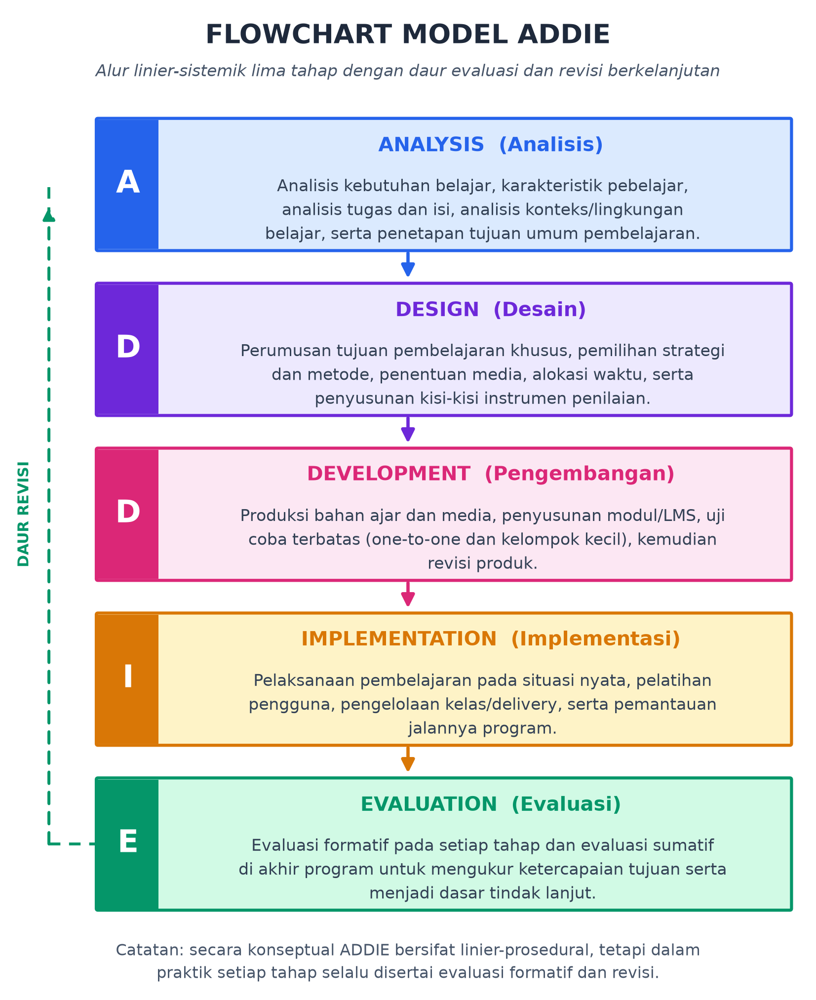 FLOWCHART MODEL ADDIE
Alur linier-sistemik lima tahap dengan daur evaluasi dan revisi berkelanjutan
A
ANALYSIS (Analisis)
Analisis kebutuhan belajar, karakteristik pebelajar,
analisis tugas dan isi, analisis konteks/lingkungan
belajar, serta penetapan tujuan umum pembelajaran.
D
DESIGN (Desain)
Perumusan tujuan pembelajaran khusus, pemilihan strategi
dan metode, penentuan media, alokasi waktu, serta
penyusunan kisi-kisi instrumen penilaian.
DAUR REVISI
D
DEVELOPMENT (Pengembangan)
Produksi bahan ajar dan media, penyusunan modul/LMS, uji
coba terbatas (one-to-one dan kelompok kecil), kemudian
revisi produk.
I
IMPLEMENTATION (Implementasi)
Pelaksanaan pembelajaran pada situasi nyata, pelatihan
pengguna, pengelolaan kelas/delivery, serta pemantauan
jalannya program.
E
EVALUATION (Evaluasi)
Evaluasi formatif pada setiap tahap dan evaluasi sumatif
di akhir program untuk mengukur ketercapaian tujuan serta
menjadi dasar tindak lanjut.
Catatan: secara konseptual ADDIE bersifat linier-prosedural, tetapi dalam
praktik setiap tahap selalu disertai evaluasi formatif dan revisi.